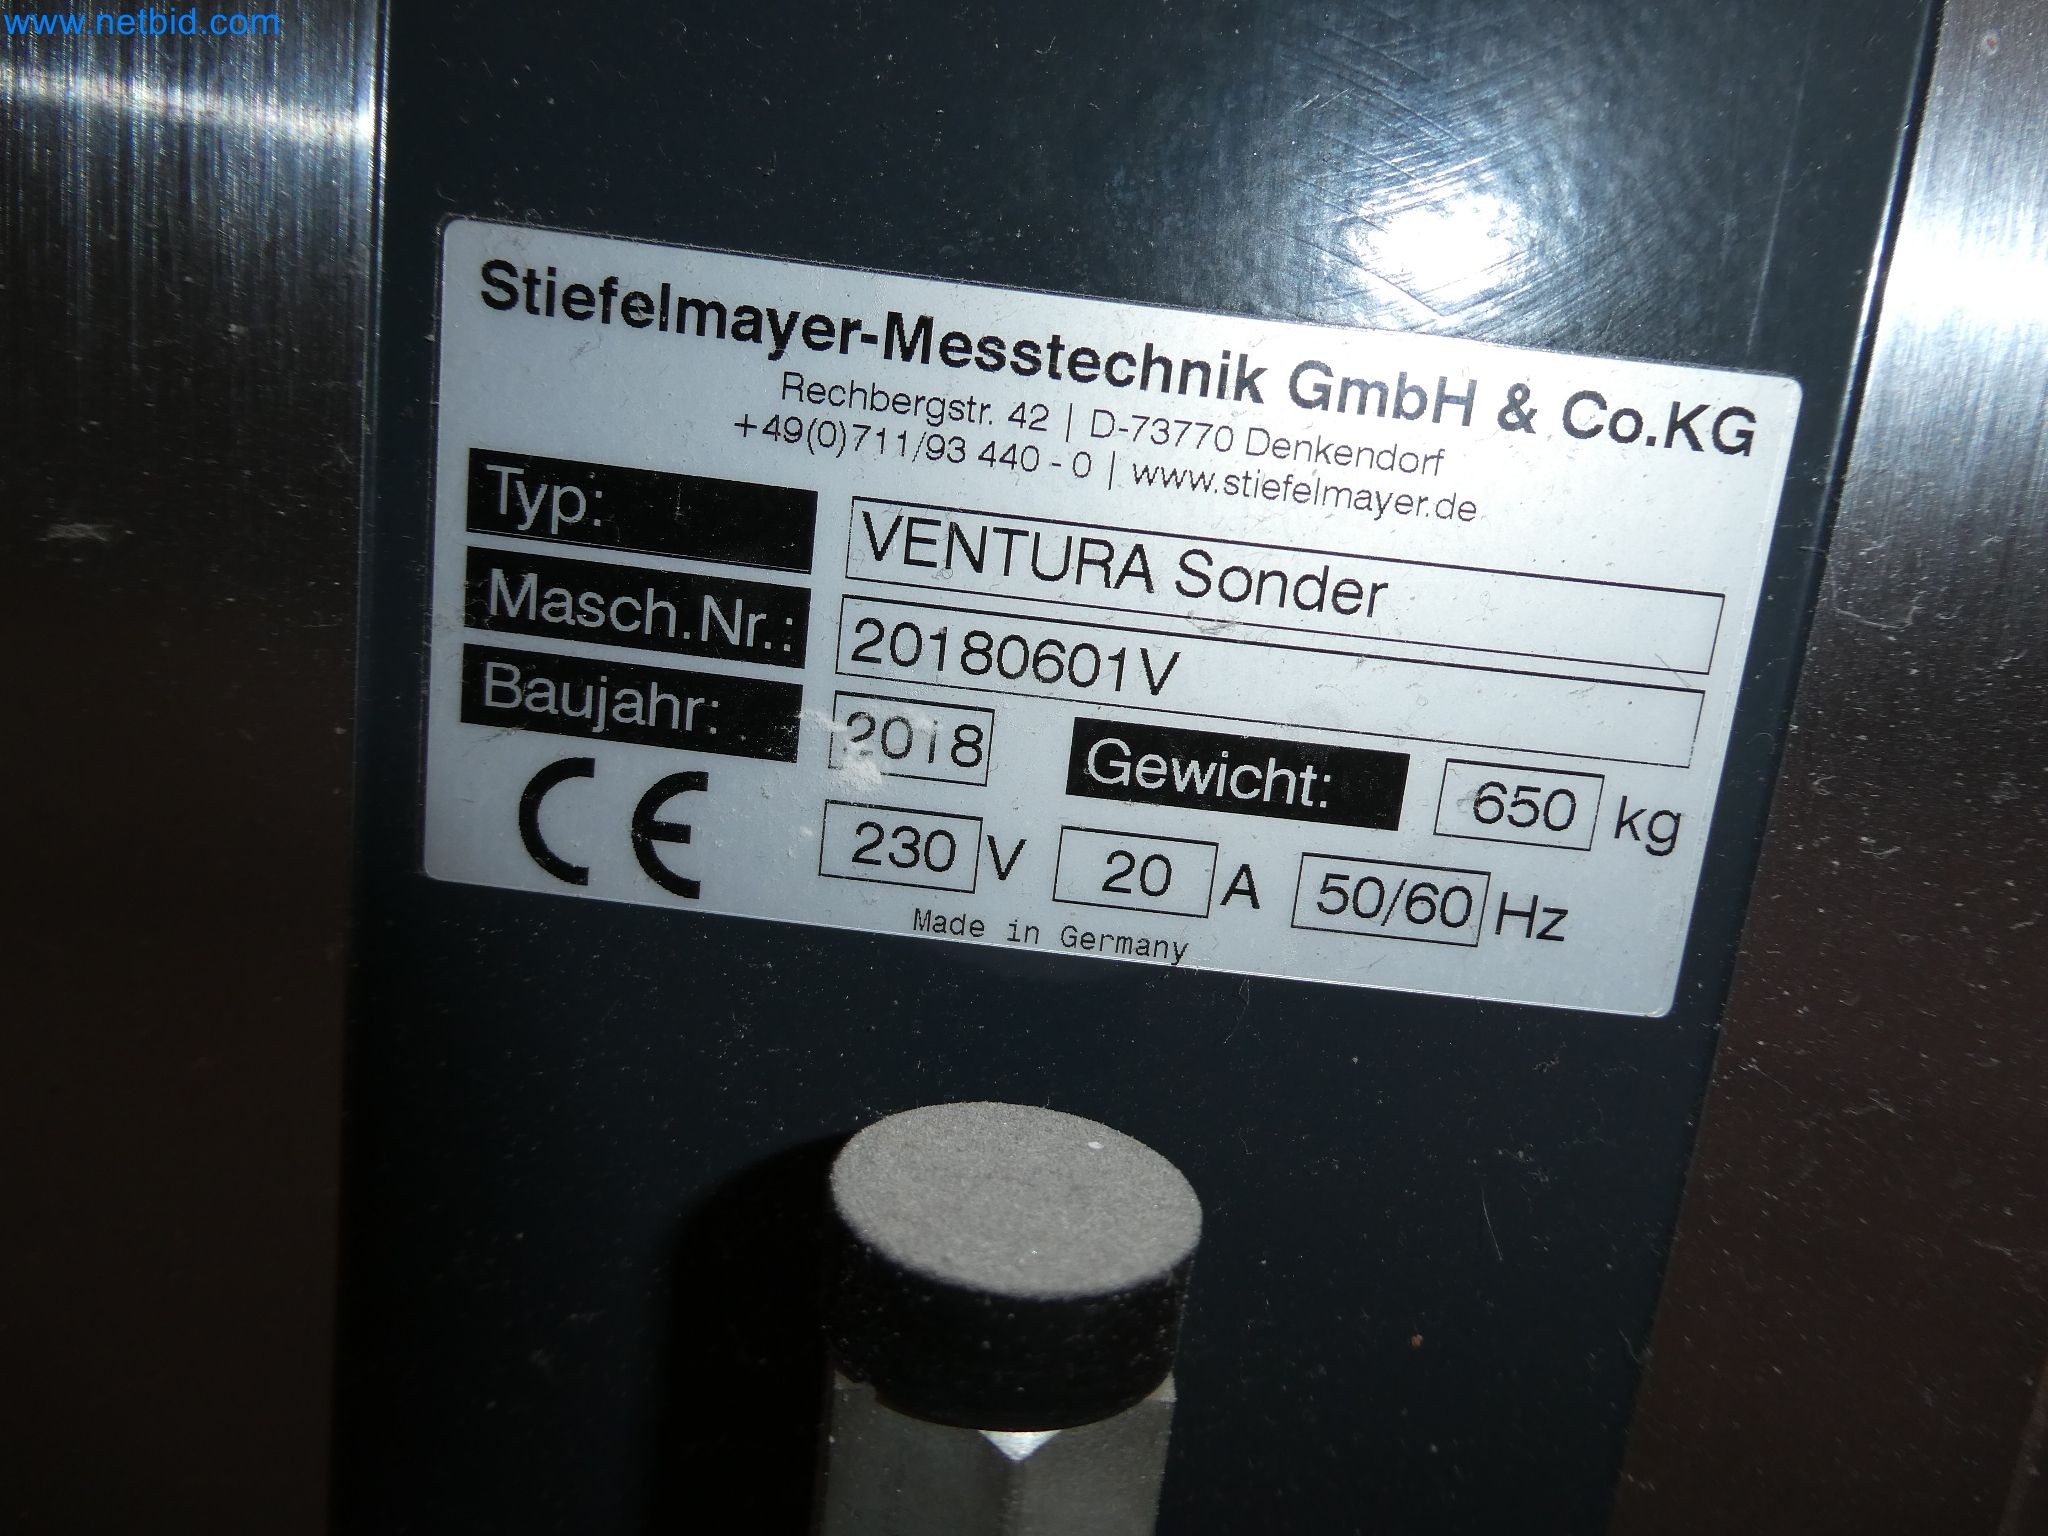 www.netbid.com
Stiefelmayer-Messtechnik GmbH & Co.KG
Rechbergstr. 42 | D-73770 Denkendorf
+49(0)711/93 440 - 0 | www.stiefelmayer.de
Typ: VENTURA Sonder
Masch.Nr.: 20180601V
Baujahr: 2018 Gewicht: 650 kg
CE 230 V 20 A 50/60 Hz
Made in Germany